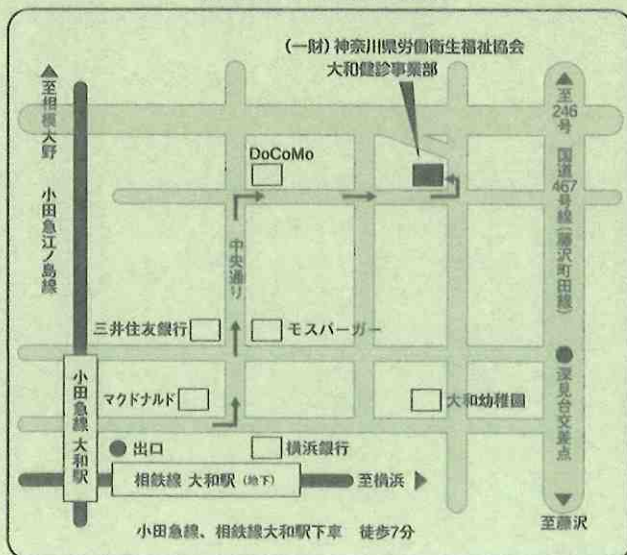 (一財)神奈川県労働衛生福祉協会
大和健診事業部
至相模大野
小田急江ノ島線
至246号
国道467号線(藤沢町田線)
DoCoMo
中央通り
三井住友銀行
モスバーガー
深見台交差点
マクドナルド
大和幼稚園
小田急線 大和駅
出口
横浜銀行
相鉄線 大和駅(地下)
至横浜
至藤沢
小田急線、相鉄線大和駅下車 徒歩7分